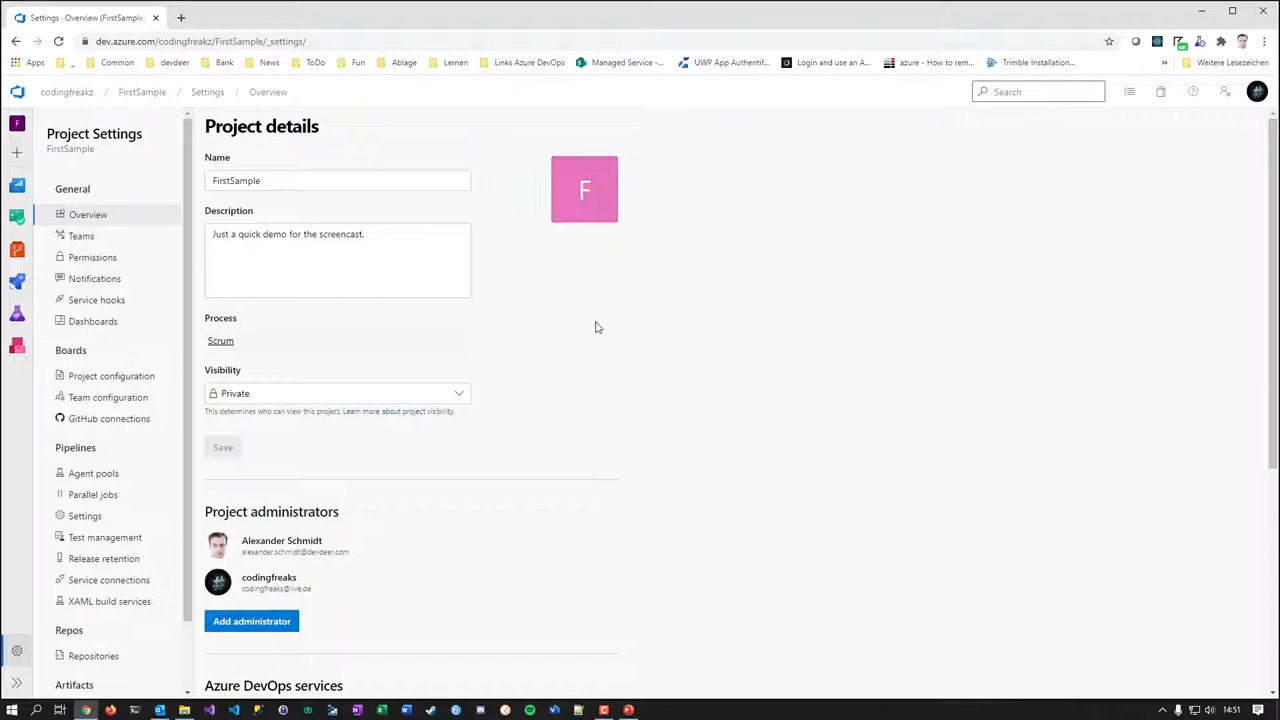 Settings · Overview (FirstSample
dev.azure.com/codingfreakz/FirstSample/_settings/
Apps
_
Common
devdeer
Bank
News
ToDo
Fun
Ablage
Lernen
Links Azure DevOps
Managed Service -...
UWP App Authentifi...
Login and use an A...
azure - How to rem...
Trimble Installation...
»
Weitere Lesezeichen
codingfreakz / FirstSample / Settings / Overview
Search
F
Project Settings
FirstSample
General
Overview
Teams
Permissions
Notifications
Service hooks
Dashboards
Boards
Project configuration
Team configuration
GitHub connections
Pipelines
Agent pools
Parallel jobs
Settings
Test management
Release retention
Service connections
XAML build services
Repos
Repositories
Artifacts
Project details
Name
FirstSample
F
Description
Just a quick demo for the screencast.
Process
Scrum
Visibility
Private
This determines who can view this project. Learn more about project visibility.
Save
Project administrators
Alexander Schmidt
alexander.schmidt@devdeer.com
codingfreaks
codingfreaks@live.de
Add administrator
Azure DevOps services
14:51